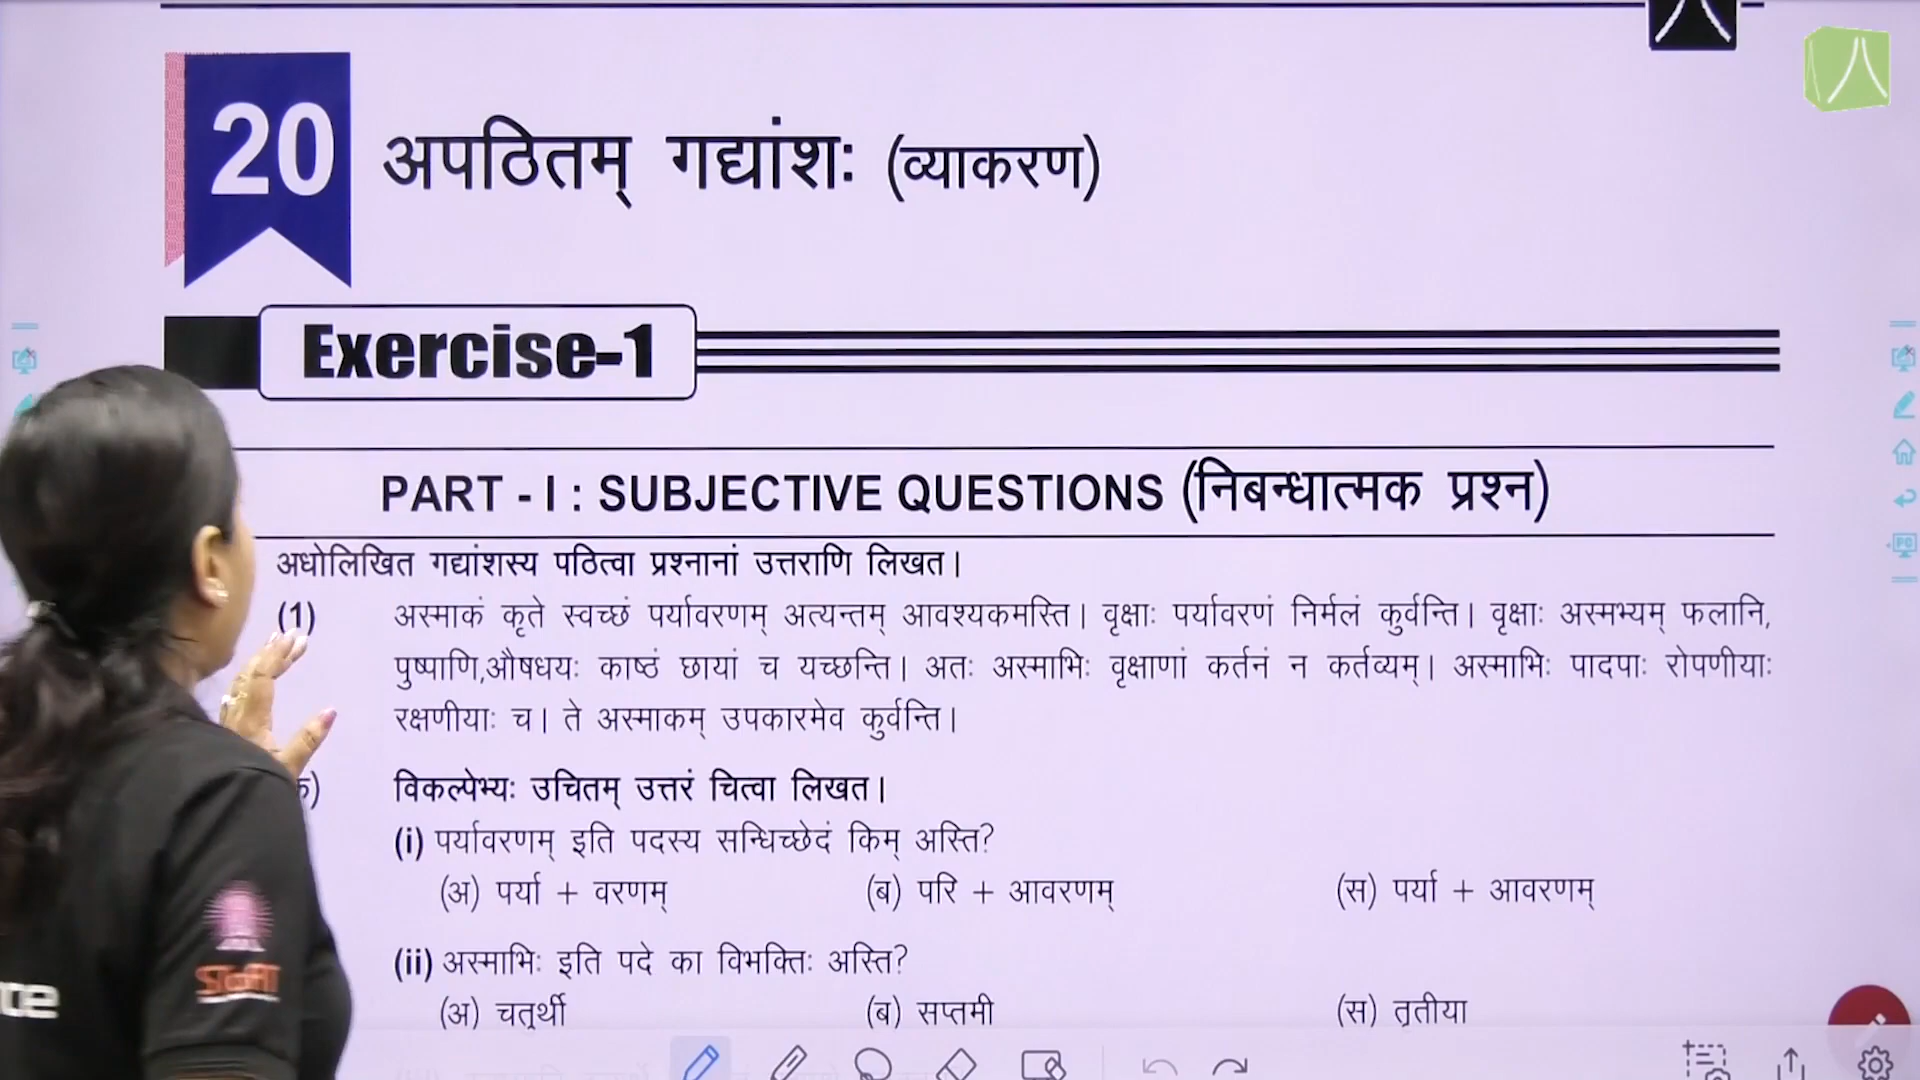 20 अपठितम् गद्यांशः (व्याकरण)
Exercise-1
PART - I : SUBJECTIVE QUESTIONS (निबन्धात्मक प्रश्न)
अधोलिखित गद्यांशस्य पठित्वा प्रश्नानां उत्तराणि लिखत।
(1) अस्माकं कृते स्वच्छं पर्यावरणम् अत्यन्तम् आवश्यकमस्ति। वृक्षाः पर्यावरणं निर्मलं कुर्वन्ति। वृक्षाः अस्मभ्यम् फलानि,
पुष्पाणि,औषधयः काष्ठं छायां च यच्छन्ति। अतः अस्माभिः वृक्षाणां कर्तनं न कर्तव्यम्। अस्माभिः पादपाः रोपणीयाः
रक्षणीयाः च। ते अस्माकम् उपकारमेव कुर्वन्ति।
विकल्पेभ्यः उचितम् उत्तरं चित्वा लिखत।
(i) पर्यावरणम् इति पदस्य सन्धिच्छेदं किम् अस्ति?
(अ) पर्या + वरणम् (ब) परि + आवरणम् (स) पर्या + आवरणम्
(ii) अस्माभिः इति पदे का विभक्तिः अस्ति?
(अ) चतुर्थी (ब) सप्तमी (स) तृतीया